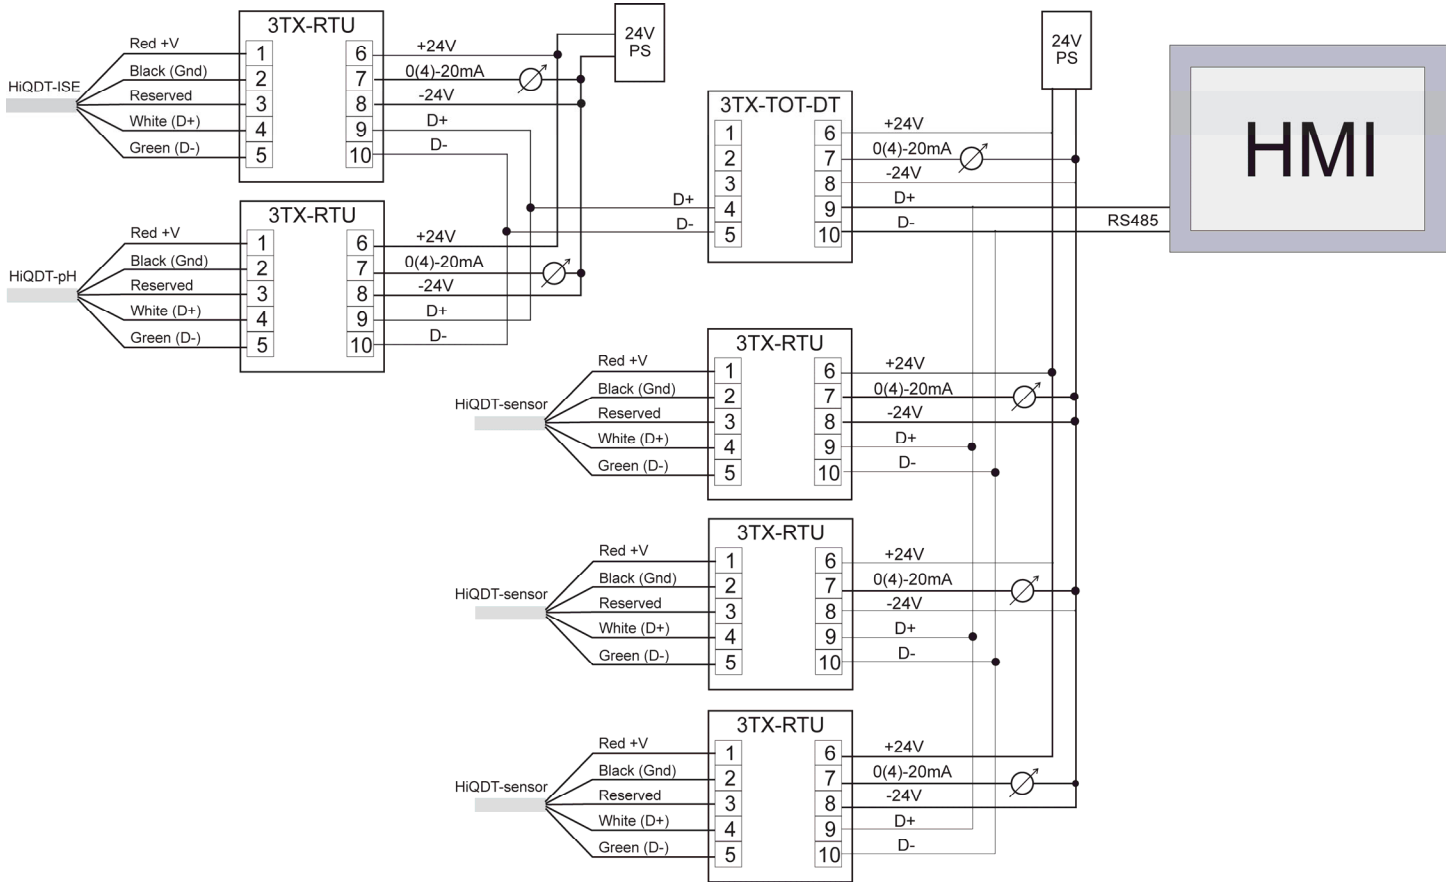 3TX-RTU
HiQDT-ISE
Red +V
Black (Gnd)
Reserved
White (D+)
Green (D-)
1
2
3
4
5
6
7
8
9
10
+24V
0(4)-20mA
-24V
D+
D-
24V
PS
3TX-RTU
HiQDT-pH
Red +V
Black (Gnd)
Reserved
White (D+)
Green (D-)
1
2
3
4
5
6
7
8
9
10
+24V
0(4)-20mA
-24V
D+
D-
3TX-TOT-DT
D+
D-
1
2
3
4
5
6
7
8
9
10
+24V
0(4)-20mA
-24V
D+
D-
24V
PS
RS485
HMI
3TX-RTU
HiQDT-sensor
Red +V
Black (Gnd)
Reserved
White (D+)
Green (D-)
1
2
3
4
5
6
7
8
9
10
+24V
0(4)-20mA
-24V
D+
D-
3TX-RTU
HiQDT-sensor
Red +V
Black (Gnd)
Reserved
White (D+)
Green (D-)
1
2
3
4
5
6
7
8
9
10
+24V
0(4)-20mA
-24V
D+
D-
3TX-RTU
HiQDT-sensor
Red +V
Black (Gnd)
Reserved
White (D+)
Green (D-)
1
2
3
4
5
6
7
8
9
10
+24V
0(4)-20mA
-24V
D+
D-